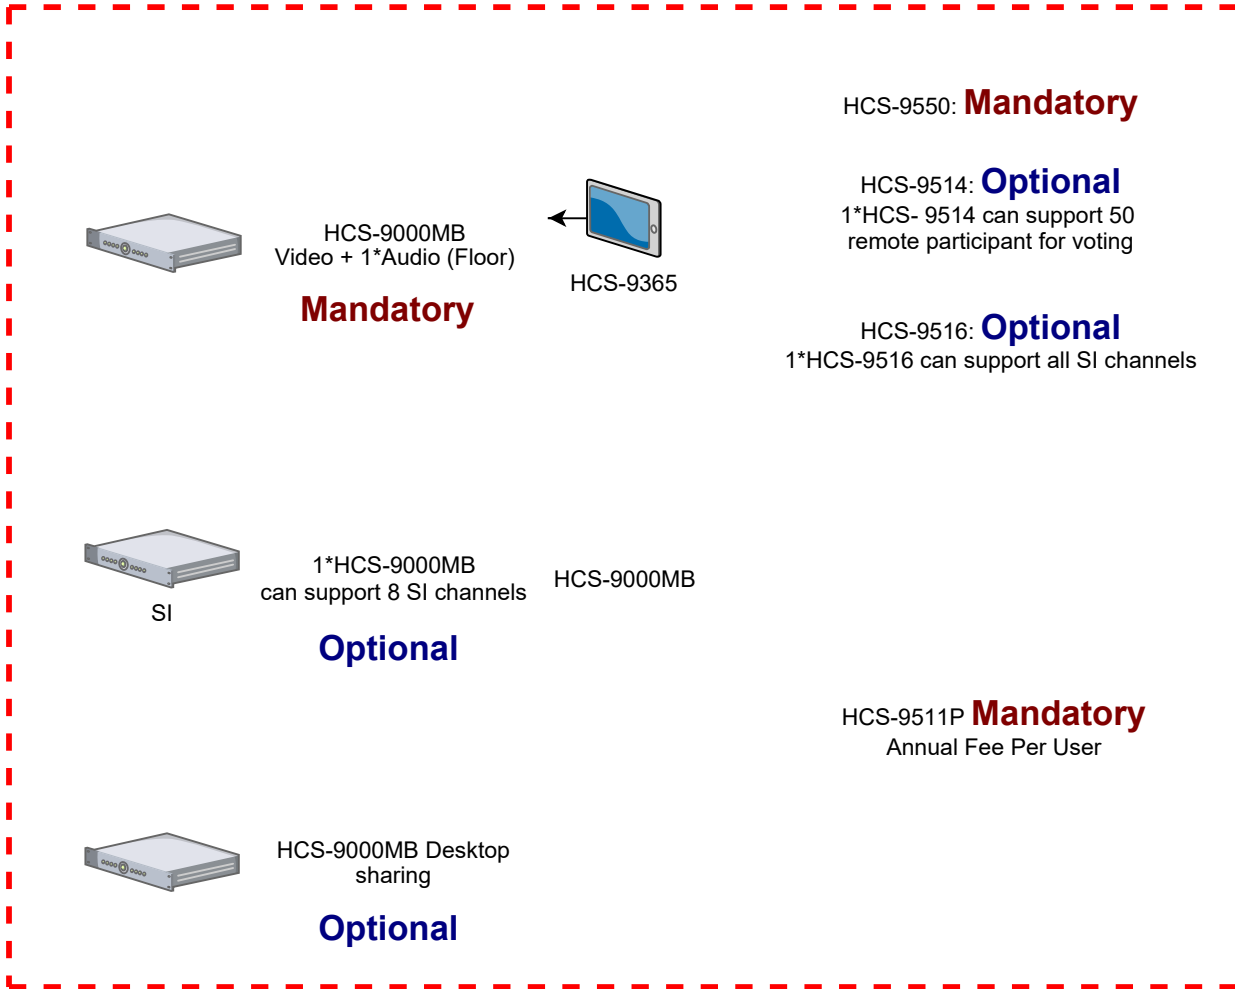 HCS-9550: Mandatory
HCS-9514: Optional
1*HCS- 9514 can support 50
remote participant for voting
HCS-9000MB
Video + 1*Audio (Floor)
Mandatory
HCS-9365
HCS-9516: Optional
1*HCS-9516 can support all SI channels
SI
1*HCS-9000MB
can support 8 SI channels
Optional
HCS-9000MB
HCS-9511P Mandatory
Annual Fee Per User
HCS-9000MB Desktop
sharing
Optional